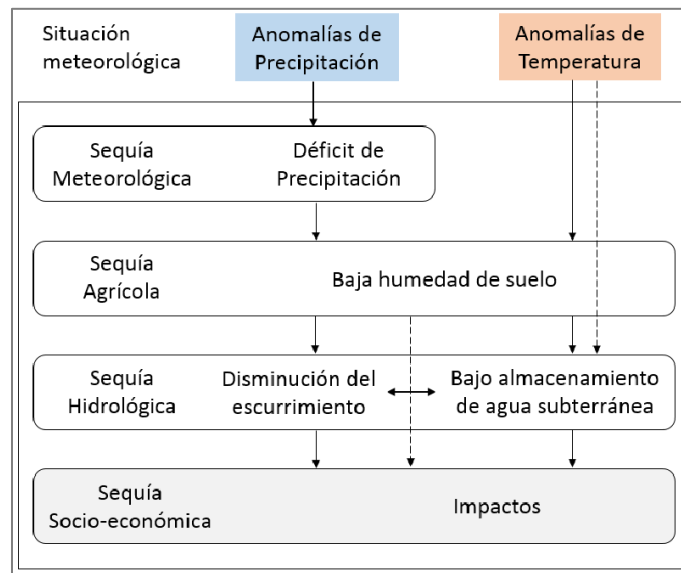 Situación
meteorológica
Anomalías de
Precipitación
Anomalías de
Temperatura
Sequía
Meteorológica
Déficit de
Precipitación
Sequía
Agrícola
Baja humedad de suelo
Sequía
Hidrológica
Disminución del
escurrimiento
Bajo almacenamiento
de agua subterránea
Sequía
Socio-económica
Impactos